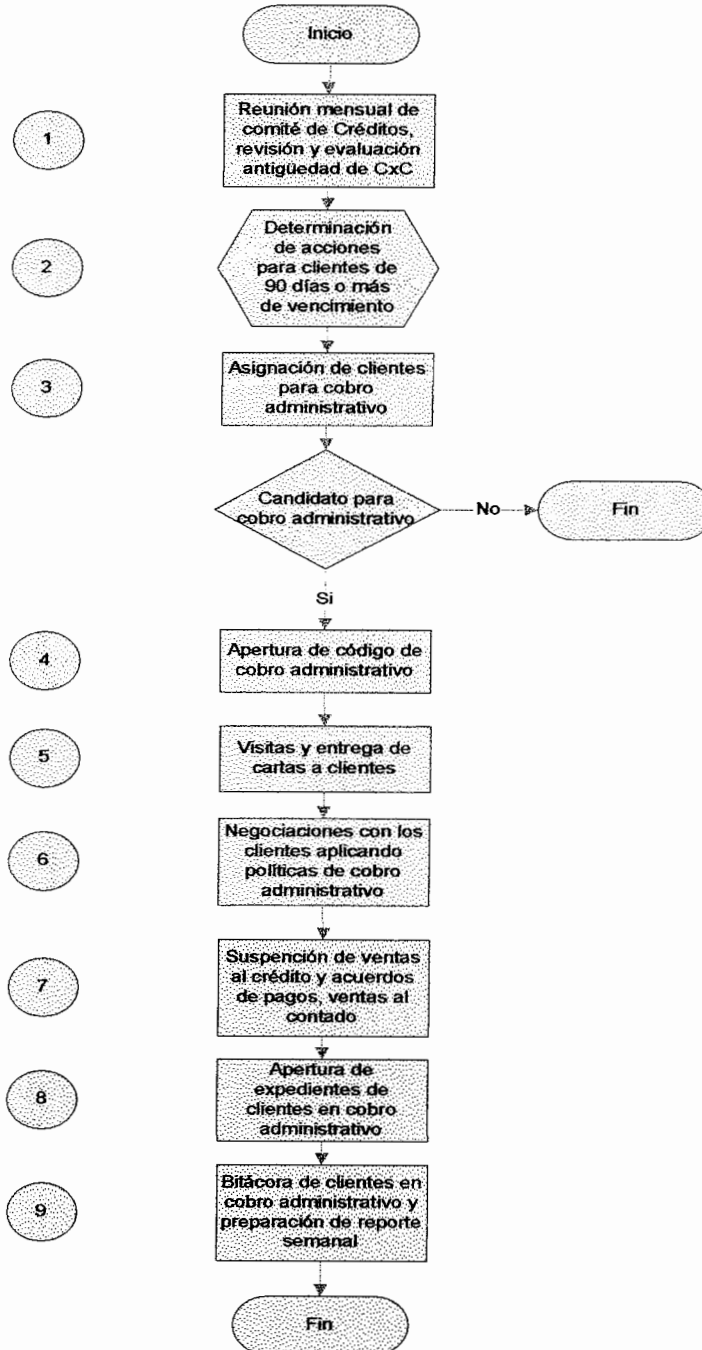 Inicio
1
Reunión mensual de
comité de Créditos,
revisión y evaluación
antigüedad de CxC
2
Determinación
de acciones
para clientes de
90 días o más
de vencimiento
3
Asignación de clientes
para cobro
administrativo
Candidato para
cobro administrativo
No
Fin
Si
4
Apertura de código de
cobro administrativo
5
Visitas y entrega de
cartas a clientes
6
Negociaciones con los
clientes aplicando
políticas de cobro
administrativo
7
Suspención de ventas
al crédito y acuerdos
de pagos, ventas al
contado
8
Apertura de
expedientes de
clientes en cobro
administrativo
9
Bitácora de clientes en
cobro administrativo y
preparación de reporte
semanal
Fin